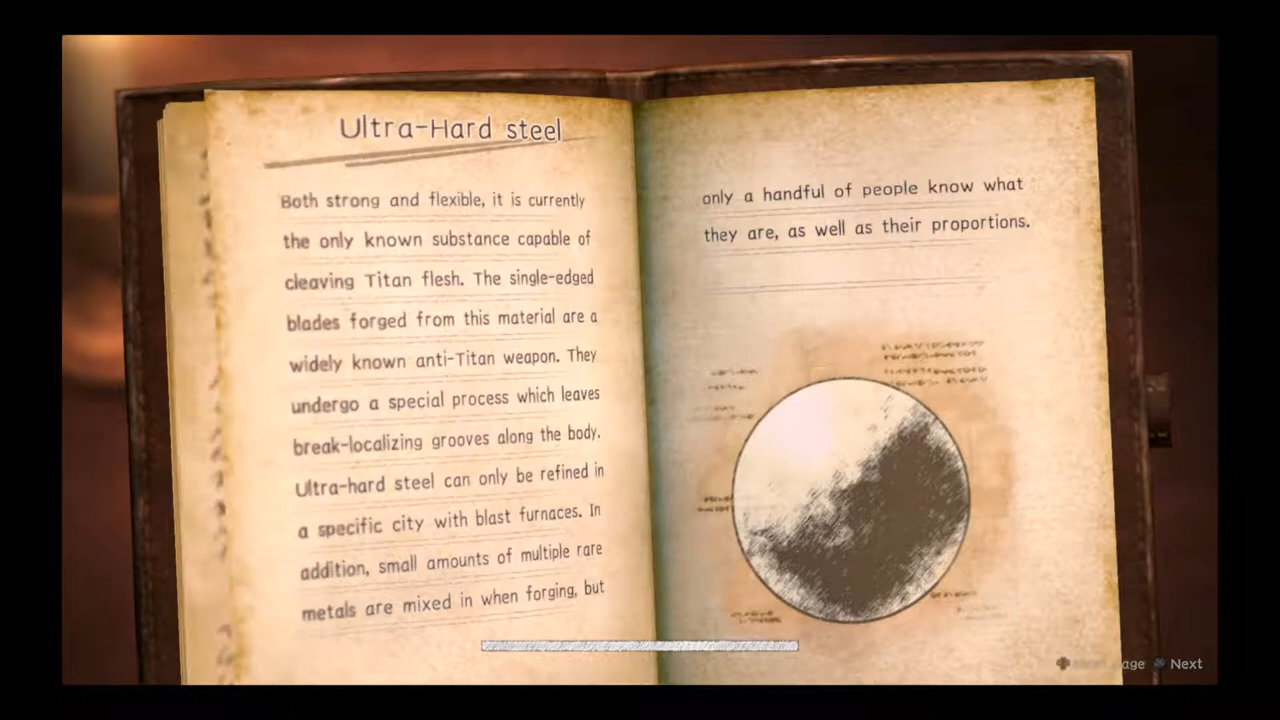 Ultra-Hard steel
Both strong and flexible, it is currently
the only known substance capable of
cleaving Titan flesh. The single-edged
blades forged from this material are a
widely known anti-Titan weapon. They
undergo a special process which leaves
break-localizing grooves along the body.
Ultra-hard steel can only be refined in
a specific city with blast furnaces. In
addition, small amounts of multiple rare
metals are mixed in when forging, but
only a handful of people know what
they are, as well as their proportions.
Next